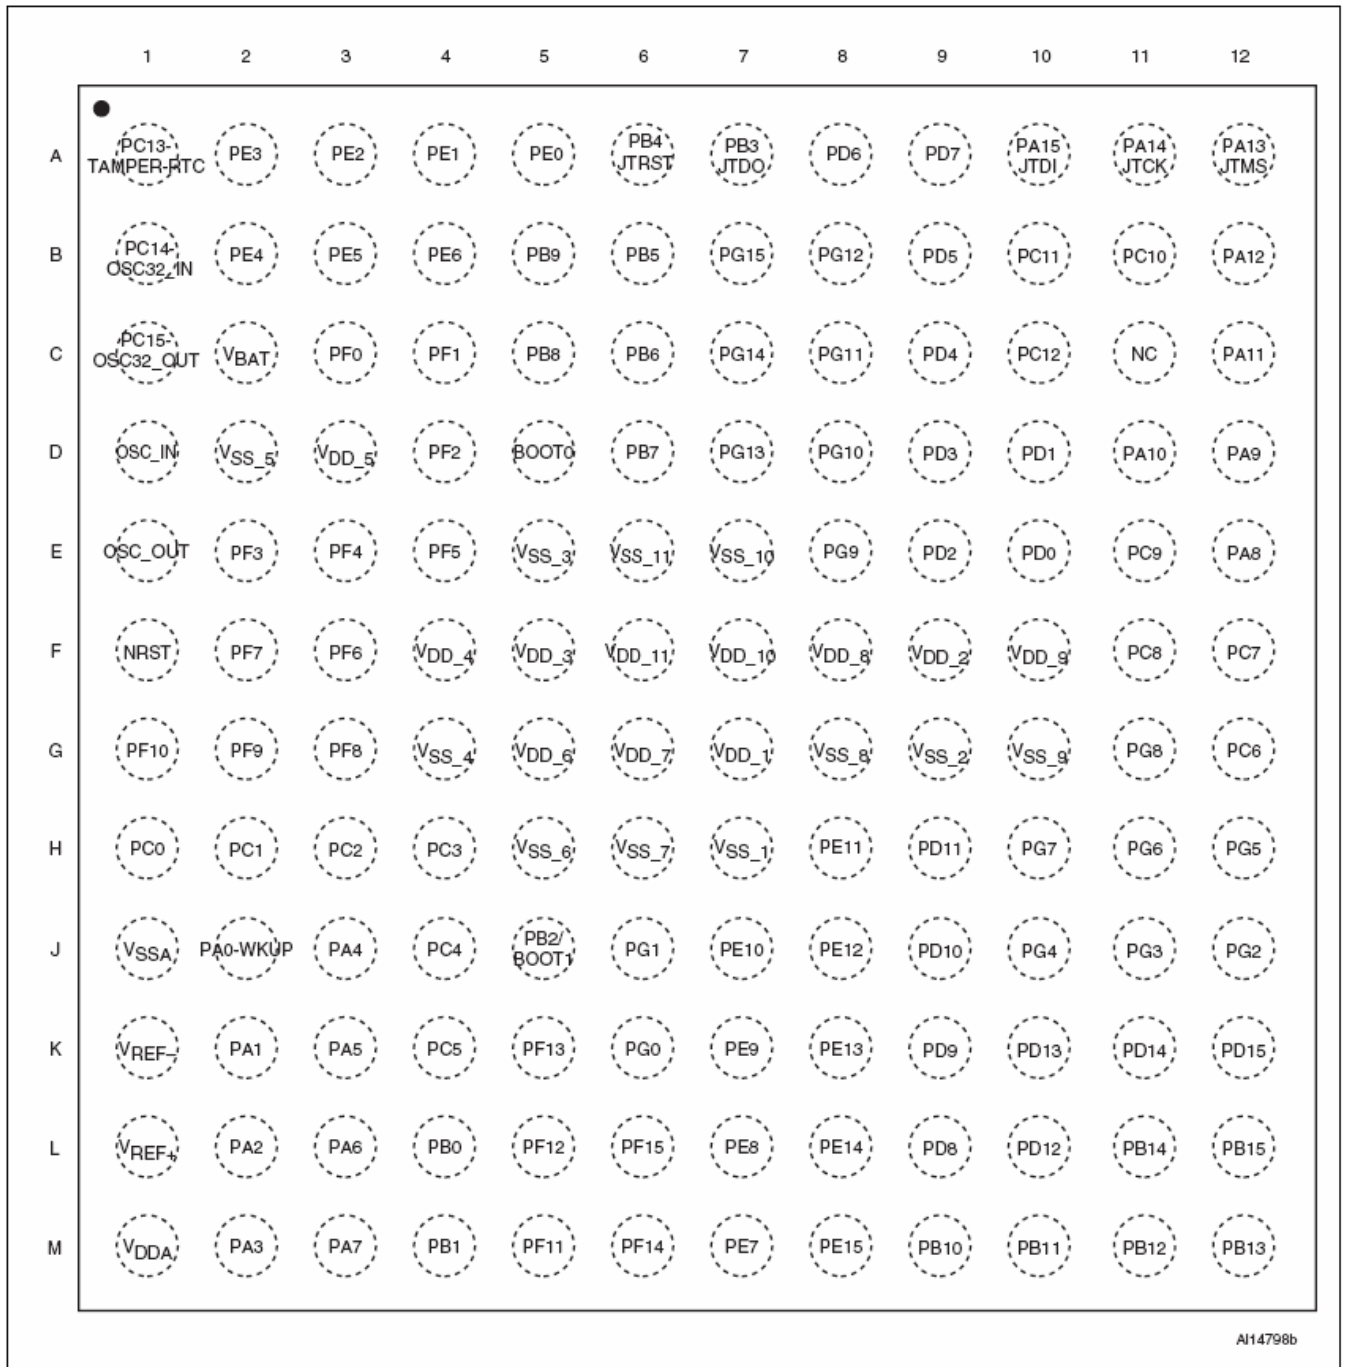 1 2 3 4 5 6 7 8 9 10 11 12
A PC13-TAMPER-RTC PE3 PE2 PE1 PE0 PB4 JTRST PB3 JTDO PD6 PD7 PA15 JTDI PA14 JTCK PA13 JTMS
B PC14-OSC32_IN PE4 PE5 PE6 PB9 PB5 PG15 PG12 PD5 PC11 PC10 PA12
C PC15-OSC32_OUT VBAT PF0 PF1 PB8 PB6 PG14 PG11 PD4 PC12 NC PA11
D OSC_IN VSS_5 VDD_5 PF2 BOOT0 PB7 PG13 PG10 PD3 PD1 PA10 PA9
E OSC_OUT PF3 PF4 PF5 VSS_3 VSS_11 VSS_10 PG9 PD2 PD0 PC9 PA8
F NRST PF7 PF6 VDD_4 VDD_3 VDD_11 VDD_10 VDD_8 VDD_2 VDD_9 PC8 PC7
G PF10 PF9 PF8 VSS_4 VDD_6 VDD_7 VDD_1 VSS_8 VSS_2 VSS_9 PG8 PC6
H PC0 PC1 PC2 PC3 VSS_6 VSS_7 VSS_1 PE11 PD11 PG7 PG6 PG5
J VSSA PA0-WKUP PA4 PC4 PB2/BOOT1 PG1 PE10 PE12 PD10 PG4 PG3 PG2
K VREF– PA1 PA5 PC5 PF13 PG0 PE9 PE13 PD9 PD13 PD14 PD15
L VREF+ PA2 PA6 PB0 PF12 PF15 PE8 PE14 PD8 PD12 PB14 PB15
M VDDA PA3 PA7 PB1 PF11 PF14 PE7 PE15 PB10 PB11 PB12 PB13
AI14798b